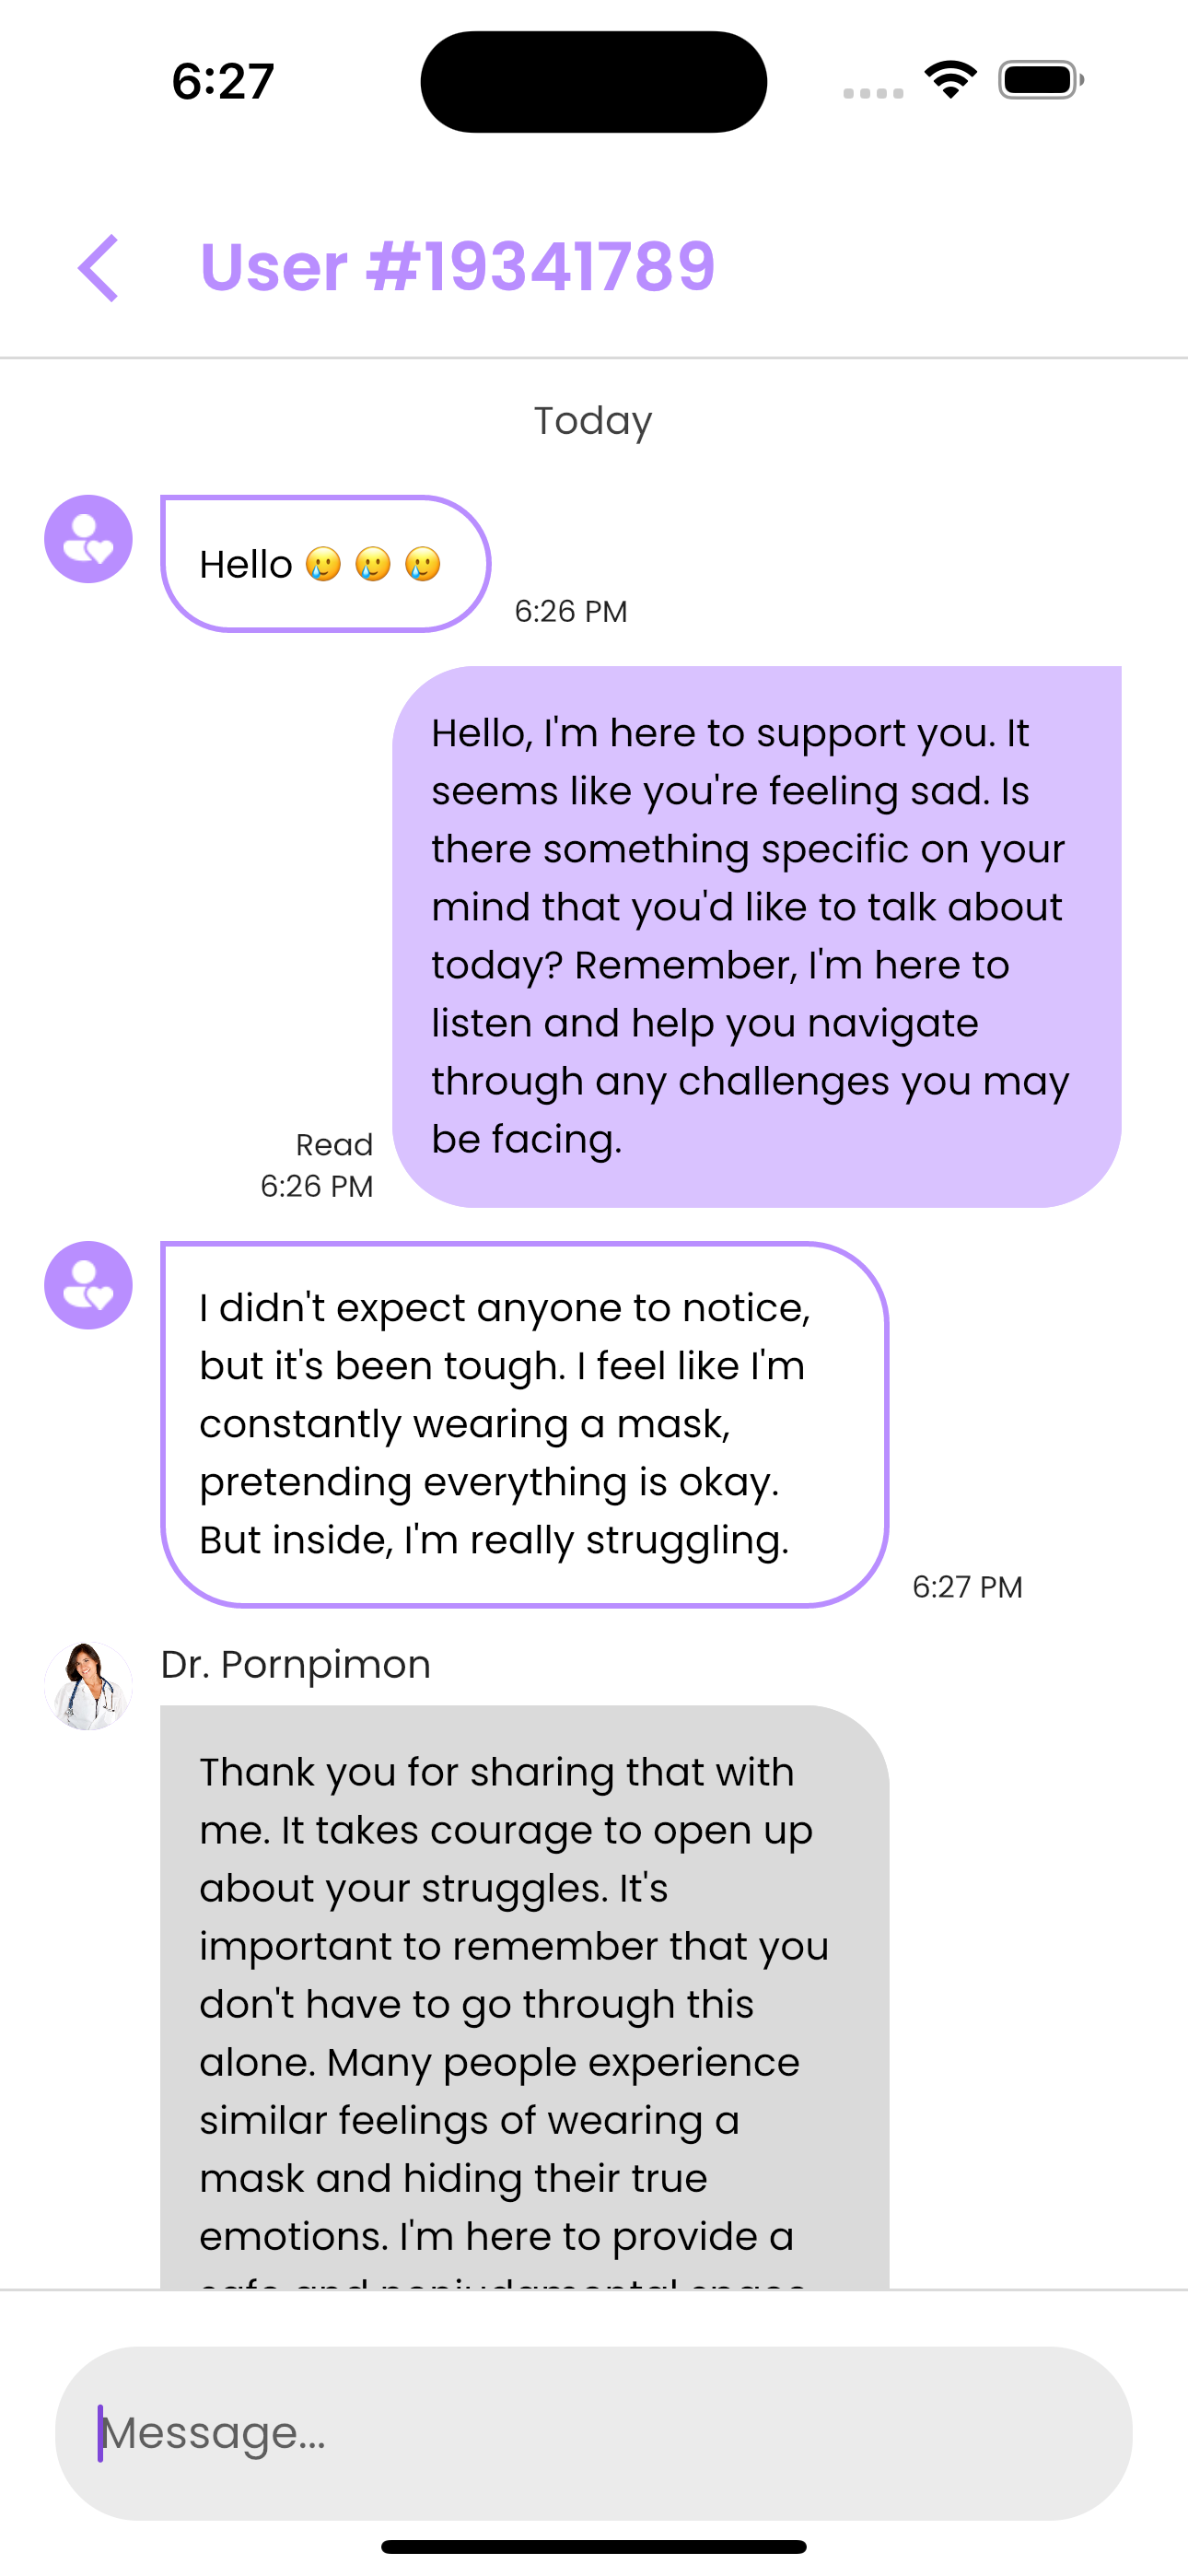 6:27
User #19341789
Today
Hello 🥲 🥲 🥲
6:26 PM
Hello, I'm here to support you. It
seems like you're feeling sad. Is
there something specific on your
mind that you'd like to talk about
today? Remember, I'm here to
listen and help you navigate
through any challenges you may
be facing.
Read
6:26 PM
I didn't expect anyone to notice,
but it's been tough. I feel like I'm
constantly wearing a mask,
pretending everything is okay.
But inside, I'm really struggling.
6:27 PM
Dr. Pornpimon
Thank you for sharing that with
me. It takes courage to open up
about your struggles. It's
important to remember that you
don't have to go through this
alone. Many people experience
similar feelings of wearing a
mask and hiding their true
emotions. I'm here to provide a
Message...